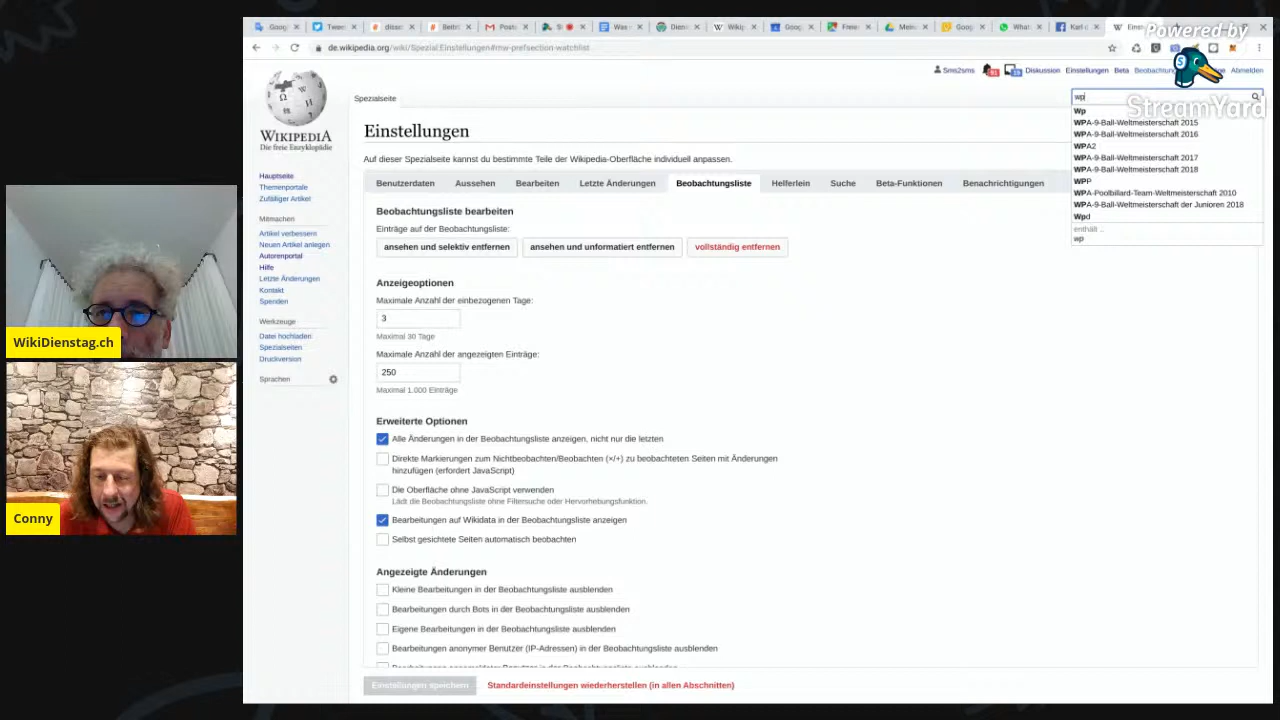 de.wikipedia.org/wiki/Spezial:Einstellungen#mw-prefsection-watchlist
Powered by
StreamYard
Sms2sms
Diskussion
Einstellungen
Beta
Abmelden
WIKIPEDIA
Die freie Enzyklopädie
Spezialseite
wp
Wp
WPA-9-Ball-Weltmeisterschaft 2015
WPA-9-Ball-Weltmeisterschaft 2016
WPA2
WPA-9-Ball-Weltmeisterschaft 2017
WPA-9-Ball-Weltmeisterschaft 2018
WPP
WPA-Poolbillard-Team-Weltmeisterschaft 2010
WPA-9-Ball-Weltmeisterschaft der Junioren 2018
Wpd
enthält ..
wp
Einstellungen
Auf dieser Spezialseite kannst du bestimmte Teile der Wikipedia-Oberfläche individuell anpassen.
Benutzerdaten
Aussehen
Bearbeiten
Letzte Änderungen
Beobachtungsliste
Helferlein
Suche
Beta-Funktionen
Benachrichtigungen
Hauptseite
Themenportale
Zufälliger Artikel
Mitmachen
Artikel verbessern
Neuen Artikel anlegen
Autorenportal
Hilfe
Letzte Änderungen
Kontakt
Spenden
Werkzeuge
Datei hochladen
Spezialseiten
Druckversion
Sprachen
Beobachtungsliste bearbeiten
Einträge auf der Beobachtungsliste:
ansehen und selektiv entfernen
ansehen und unformatiert entfernen
vollständig entfernen
Anzeigeoptionen
Maximale Anzahl der einbezogenen Tage:
3
Maximal 30 Tage
Maximale Anzahl der angezeigten Einträge:
250
Maximal 1.000 Einträge
Erweiterte Optionen
Alle Änderungen in der Beobachtungsliste anzeigen, nicht nur die letzten
Direkte Markierungen zum Nichtbeobachten/Beobachten (×/+) zu beobachteten Seiten mit Änderungen
hinzufügen (erfordert JavaScript)
Die Oberfläche ohne JavaScript verwenden
Lädt die Beobachtungsliste ohne Filtersuche oder Hervorhebungsfunktion.
Bearbeitungen auf Wikidata in der Beobachtungsliste anzeigen
Selbst gesichtete Seiten automatisch beobachten
Angezeigte Änderungen
Kleine Bearbeitungen in der Beobachtungsliste ausblenden
Bearbeitungen durch Bots in der Beobachtungsliste ausblenden
Eigene Bearbeitungen in der Beobachtungsliste ausblenden
Bearbeitungen anonymer Benutzer (IP-Adressen) in der Beobachtungsliste ausblenden
Einstellungen speichern
Standardeinstellungen wiederherstellen (in allen Abschnitten)
WikiDienstag.ch
Conny